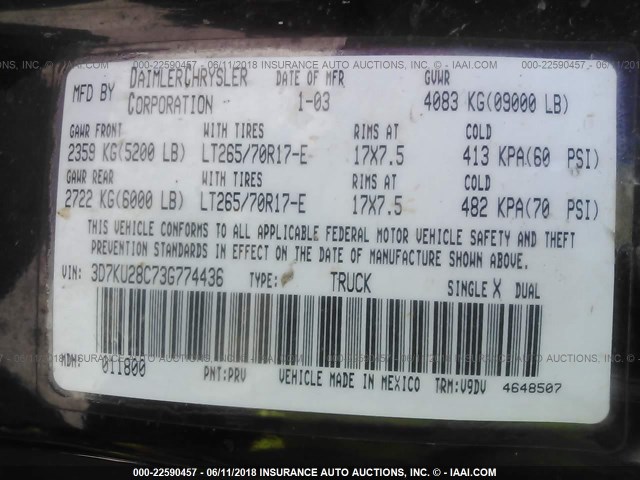 000-22590457 - 06/11/2018 - INSURANCE AUTO AUCTIONS, INC. - © - IAAI.COM
MFD BY DAIMLERCHRYSLER CORPORATION DATE OF MFR 1-03 GVWR 4083 KG(09000 LB)
GAWR FRONT WITH TIRES RIMS AT COLD
2359 KG(5200 LB) LT265/70R17-E 17X7.5 413 KPA(60 PSI)
GAWR REAR WITH TIRES RIMS AT COLD
2722 KG(6000 LB) LT265/70R17-E 17X7.5 482 KPA(70 PSI)
THIS VEHICLE CONFORMS TO ALL APPLICABLE FEDERAL MOTOR VEHICLE SAFETY AND THEFT
PREVENTION STANDARDS IN EFFECT ON THE DATE OF MANUFACTURE SHOWN ABOVE.
VIN: 3D7KU28C73G774436 TYPE: TRUCK SINGLE X DUAL
MDH: 011800 PNT:PRV VEHICLE MADE IN MEXICO TRM:V9DV 4648507
000-22590457 - 06/11/2018 - INSURANCE AUTO AUCTIONS, INC. - © - IAAI.COM